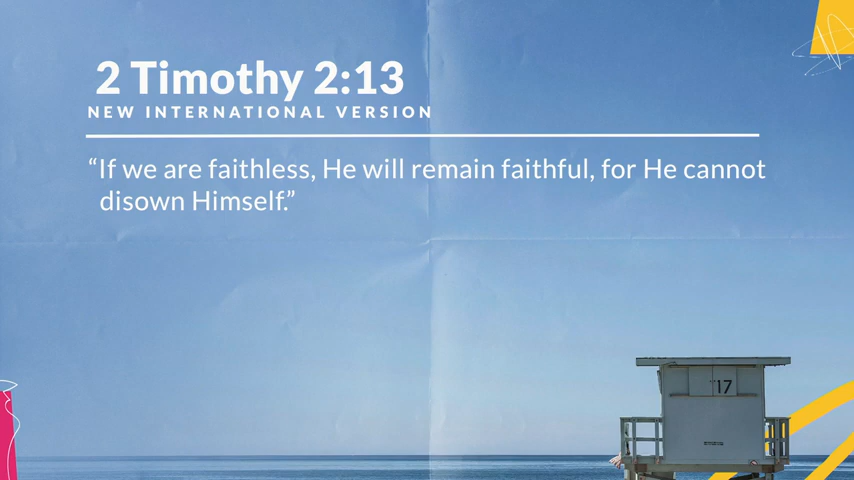 2 Timothy 2:13
NEW INTERNATIONAL VERSION
“If we are faithless, He will remain faithful, for He cannot
disown Himself.”
'17